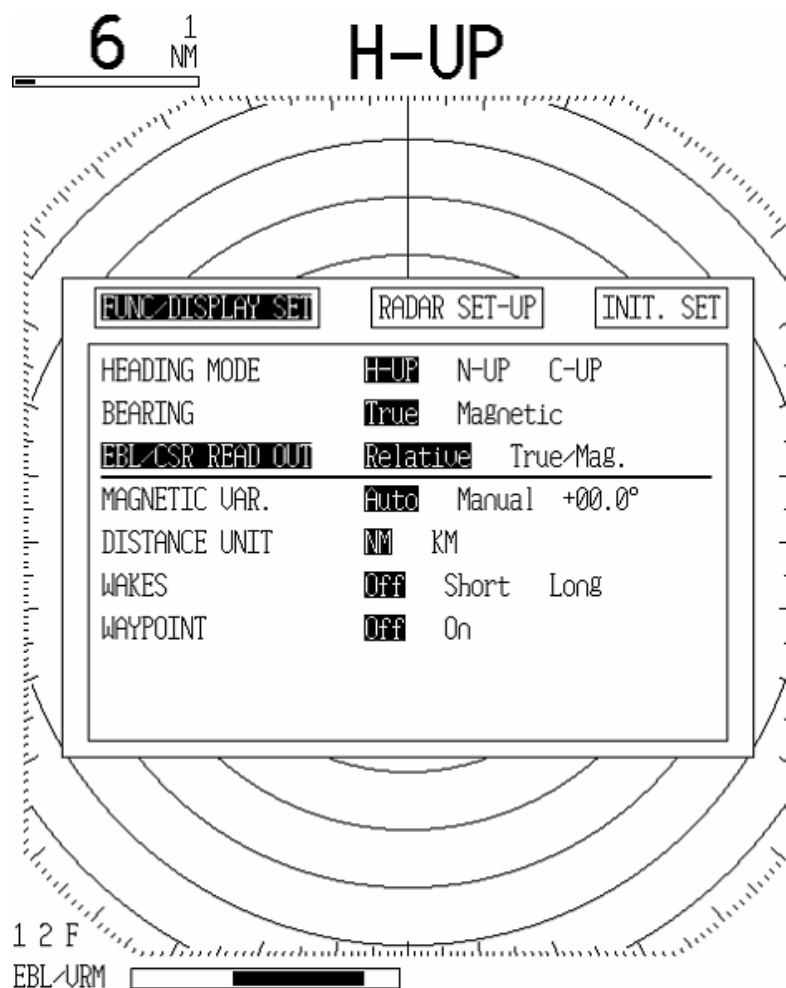 6 1 NM H-UP
FUNC/DISPLAY SET RADAR SET-UP INIT. SET
HEADING MODE H-UP N-UP C-UP
BEARING True Magnetic
EBL/CSR READ OUT Relative True/Mag.
MAGNETIC VAR. Auto Manual +00.0°
DISTANCE UNIT NM KM
WAKES Off Short Long
WAYPOINT Off On
1 2 F
EBL/VRM